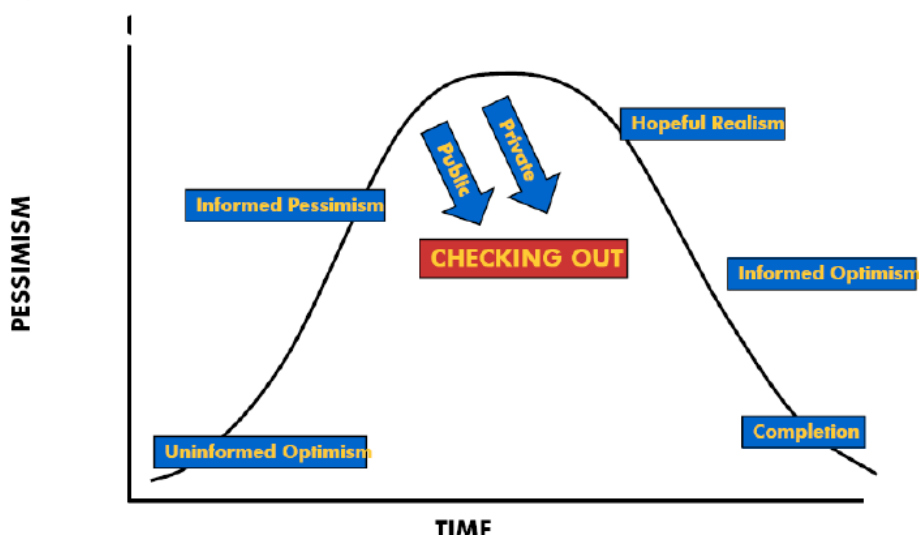 Hopeful Realism
Private
Public
Informed Pessimism
CHECKING OUT
Informed Optimism
PESSIMISM
Completion
Uninformed Optimism
TIME